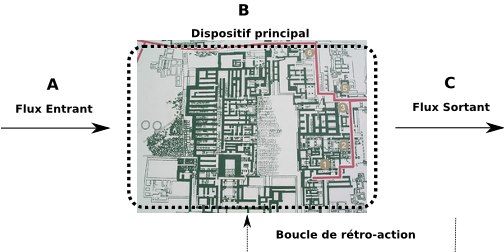 B
Dispositif principal
A
Flux Entrant
C
Flux Sortant
Boucle de rétro-action